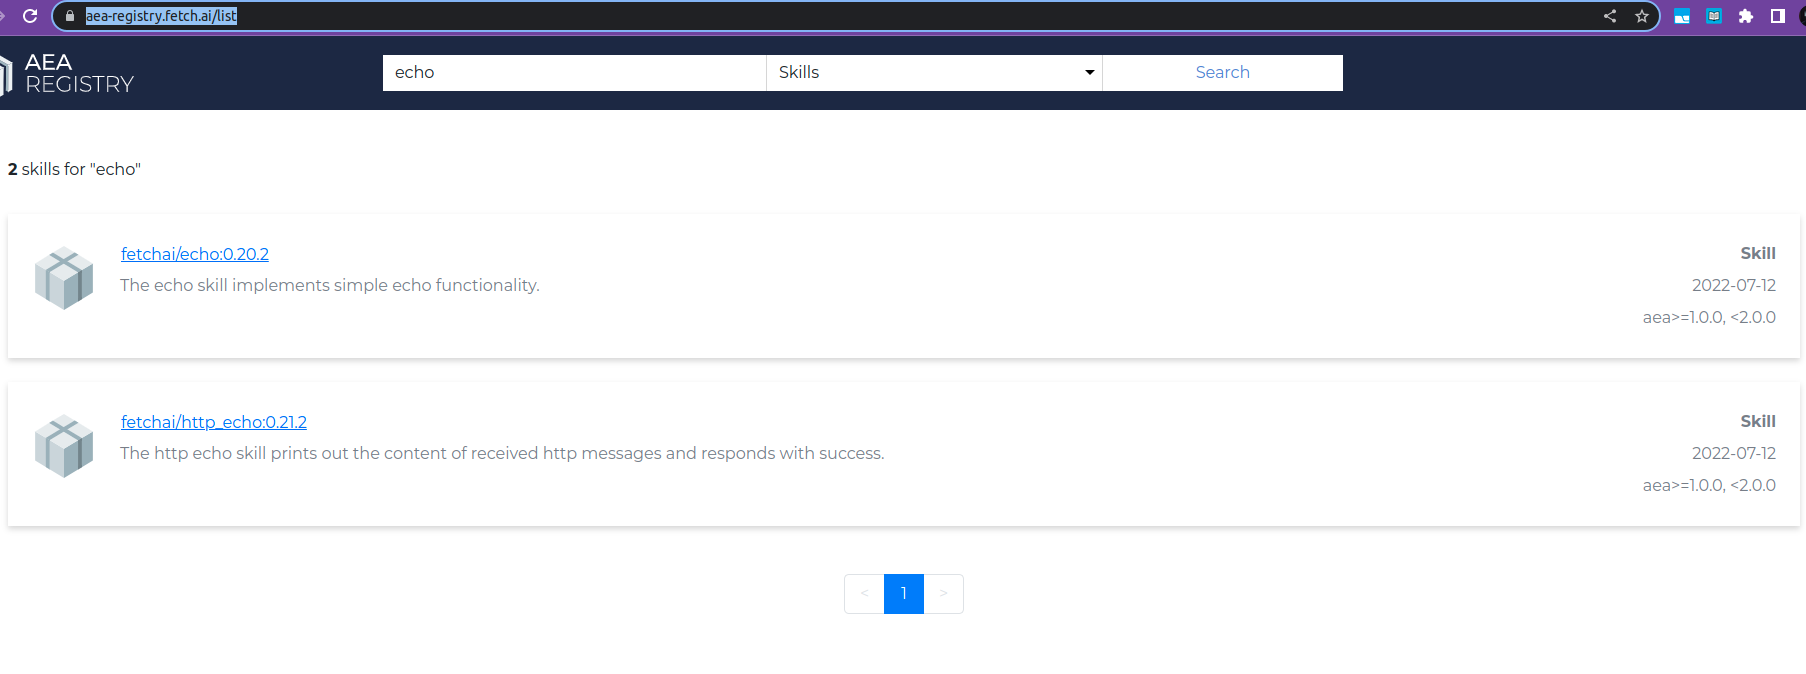 aea-registry.fetch.ai/list
AEA
REGISTRY
echo
Skills
Search
2 skills for "echo"
fetchai/echo:0.20.2
Skill
The echo skill implements simple echo functionality.
2022-07-12
aea>=1.0.0, <2.0.0
fetchai/http_echo:0.21.2
Skill
The http echo skill prints out the content of received http messages and responds with success.
2022-07-12
aea>=1.0.0, <2.0.0
< 1 >